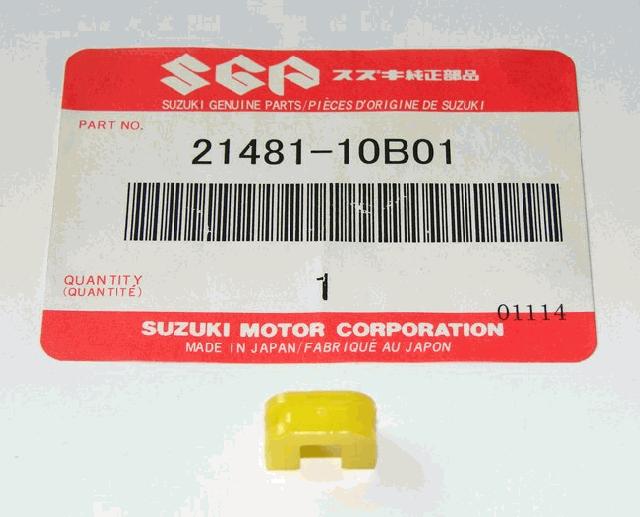 SGP スズキ純正部品
SUZUKI GENUINE PARTS/PIÈCES D'ORIGINE DE SUZUKI
PART NO.
21481-10B01
QUANTITY
(QUANTITÉ)
1
01114
SUZUKI MOTOR CORPORATION
MADE IN JAPAN/FABRIQUÉ AU JAPON